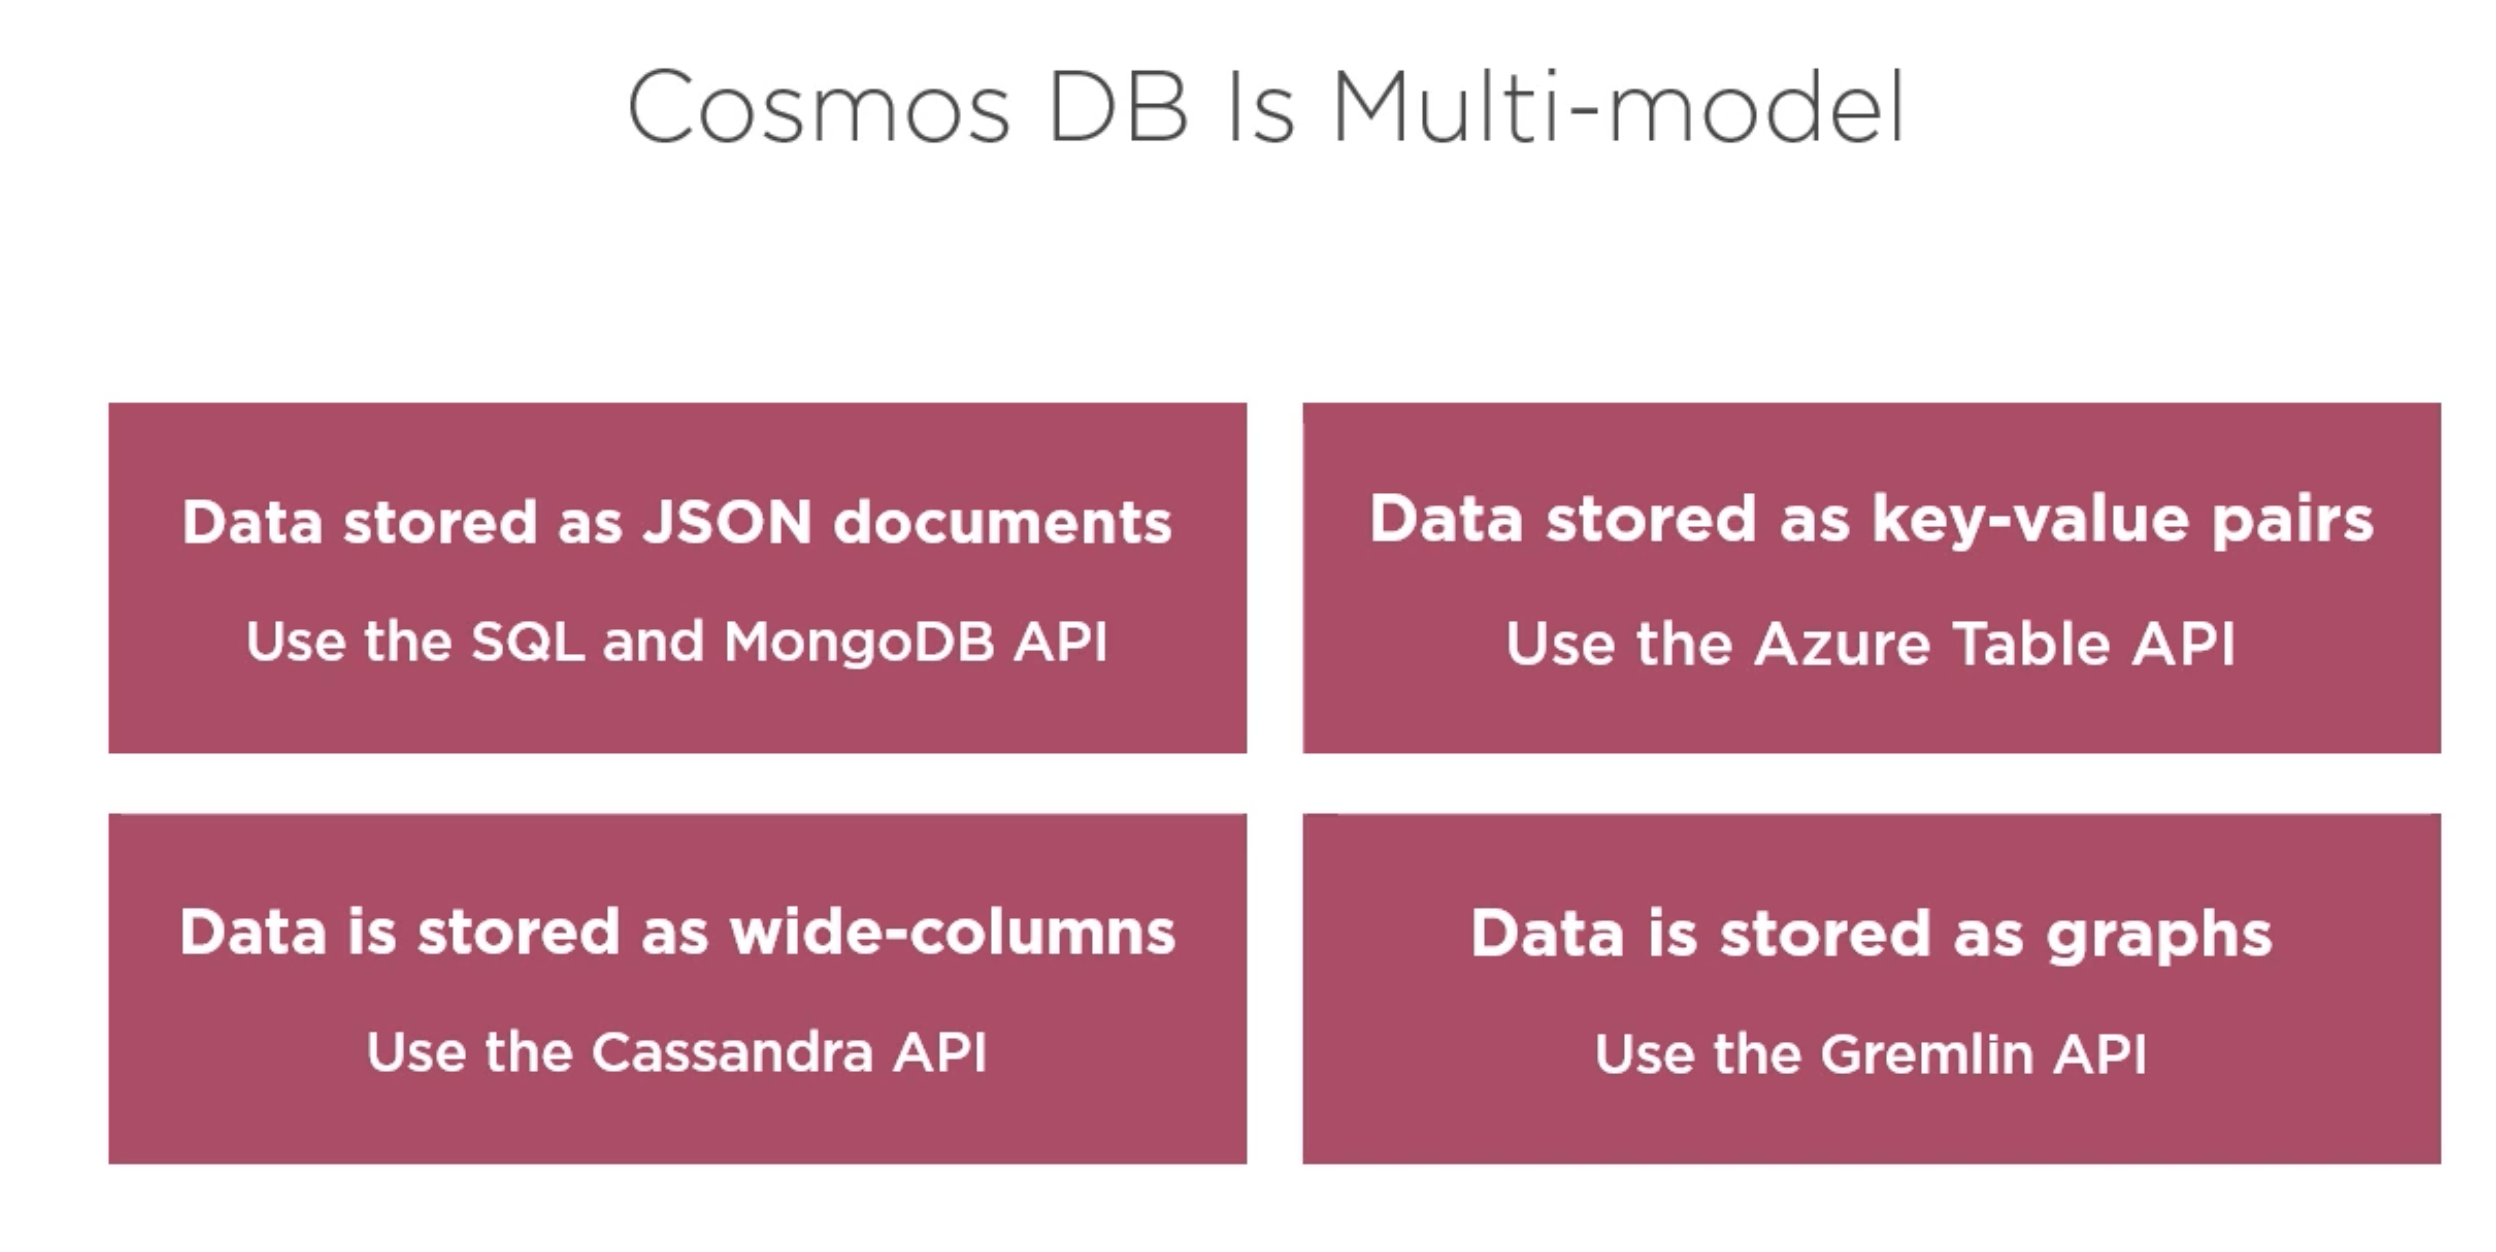 Cosmos DB Is Multi-model
Data stored as JSON documents
Use the SQL and MongoDB API
Data stored as key-value pairs
Use the Azure Table API
Data is stored as wide-columns
Use the Cassandra API
Data is stored as graphs
Use the Gremlin API